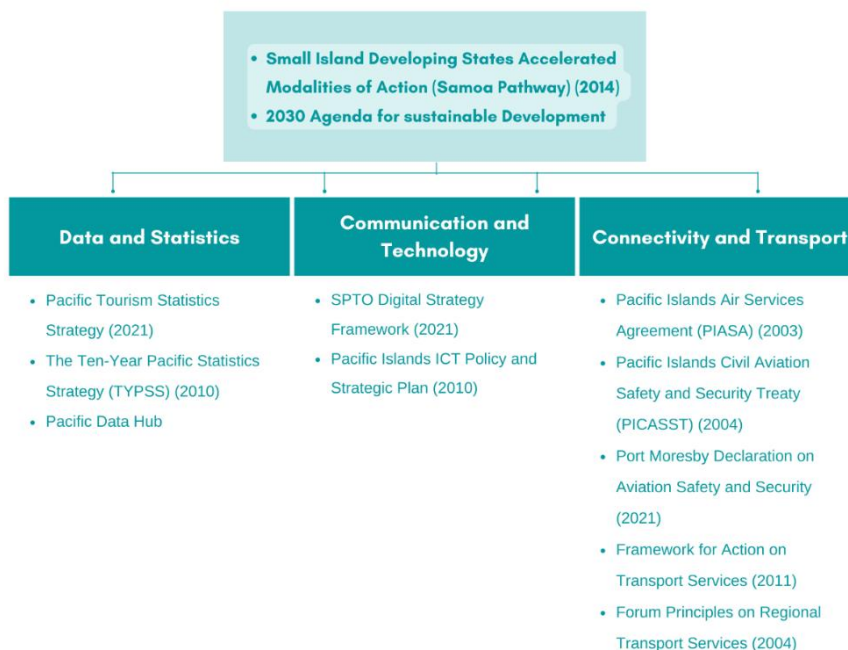 • Small Island Developing States Accelerated
Modalities of Action (Samoa Pathway) (2014)
• 2030 Agenda for sustainable Development
Data and Statistics
• Pacific Tourism Statistics
Strategy (2021)
• The Ten-Year Pacific Statistics
Strategy (TYPSS) (2010)
• Pacific Data Hub
Communication and
Technology
• SPTO Digital Strategy
Framework (2021)
• Pacific Islands ICT Policy and
Strategic Plan (2010)
Connectivity and Transport
• Pacific Islands Air Services
Agreement (PIASA) (2003)
• Pacific Islands Civil Aviation
Safety and Security Treaty
(PICASST) (2004)
• Port Moresby Declaration on
Aviation Safety and Security
(2021)
• Framework for Action on
Transport Services (2011)
• Forum Principles on Regional
Transport Services (2004)